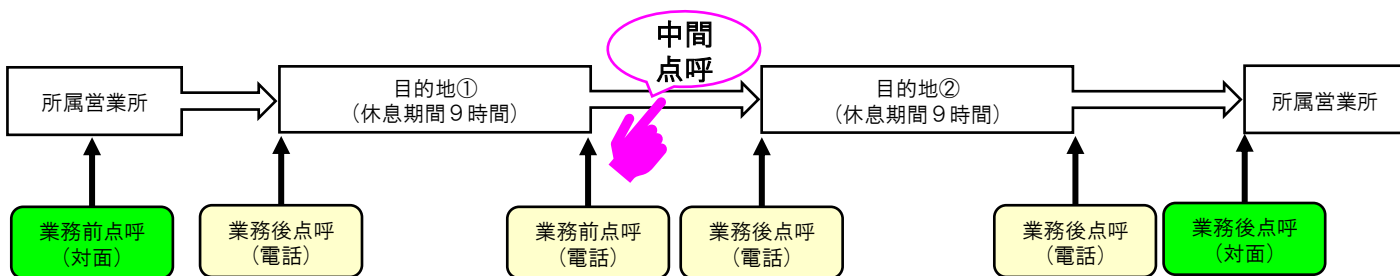 中間
点呼
所属営業所
目的地①
（休息期間９時間）
目的地②
（休息期間９時間）
所属営業所
業務前点呼
（対面）
業務後点呼
（電話）
業務前点呼
（電話）
業務後点呼
（電話）
業務後点呼
（電話）
業務後点呼
（対面）